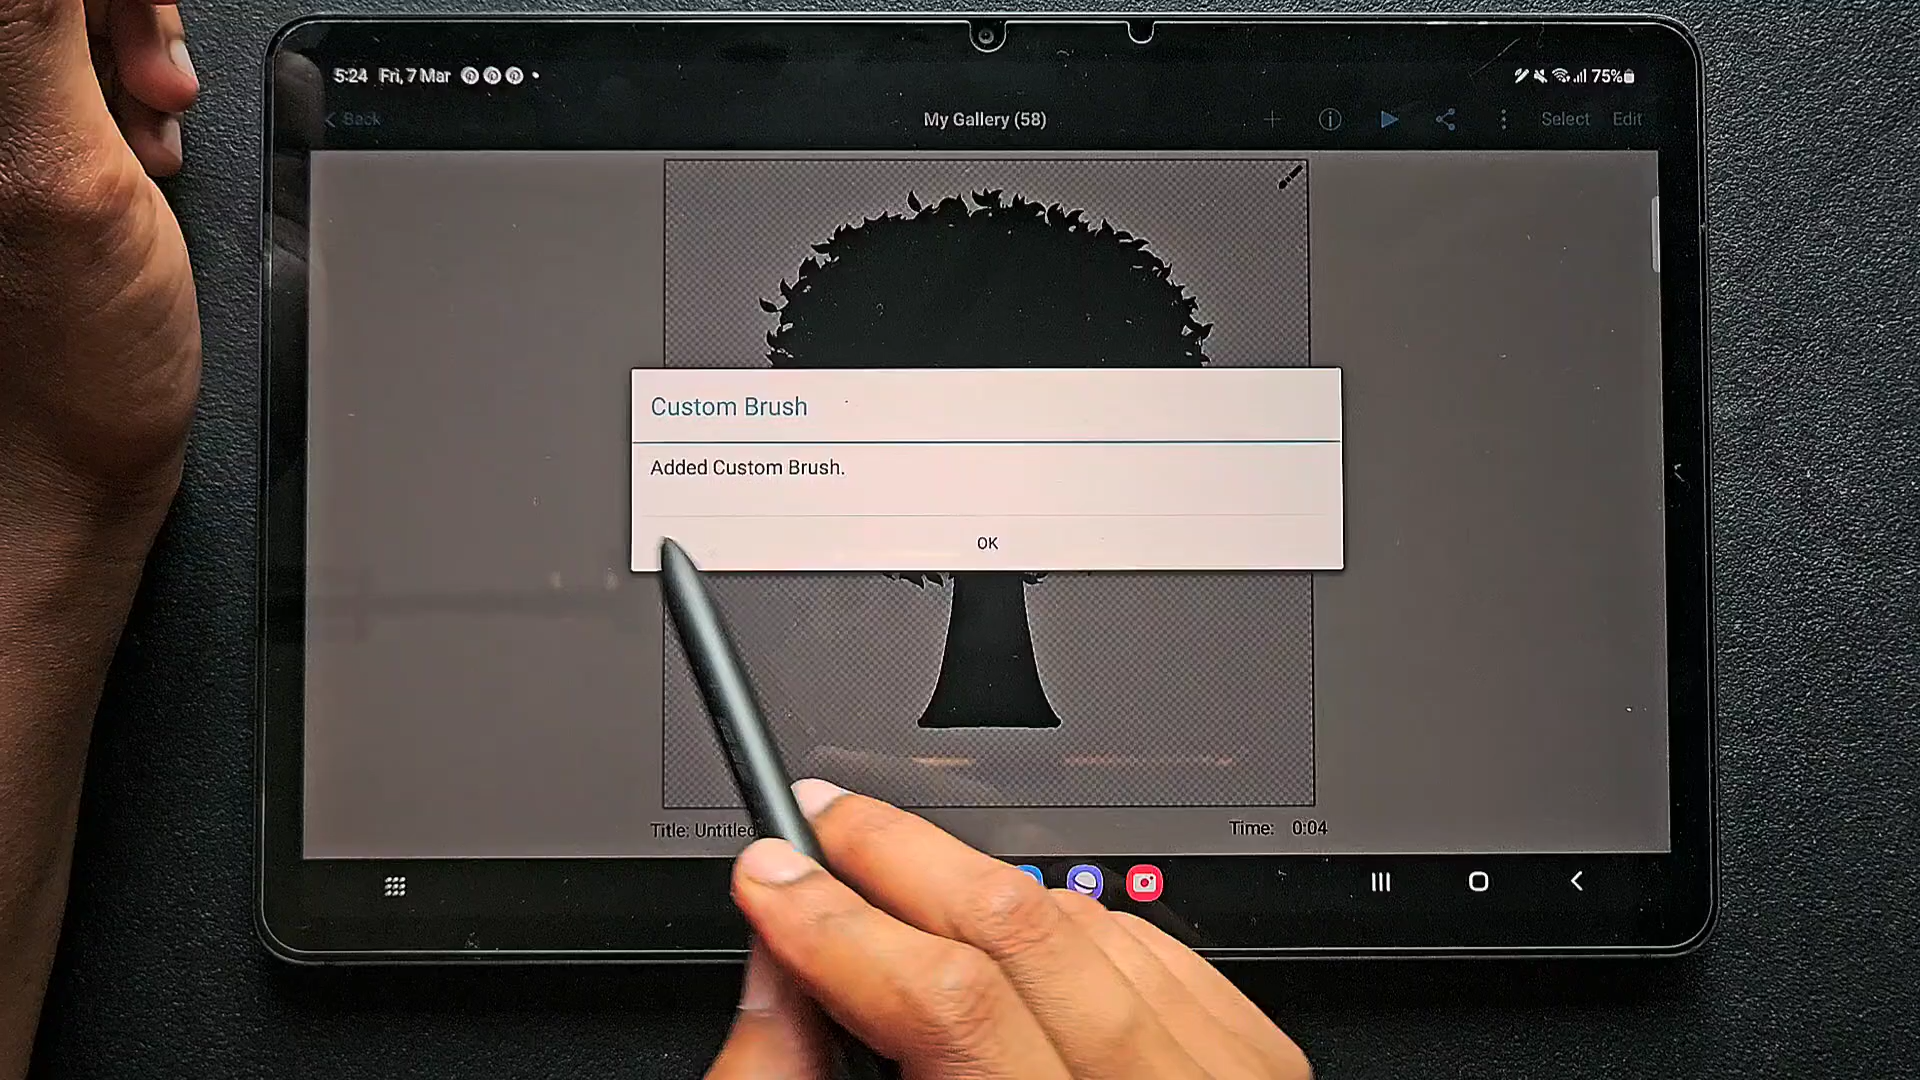 5:24 Fri, 7 Mar
75%
Back
My Gallery (58)
Select
Edit
Custom Brush
Added Custom Brush.
OK
Title: Untitled
Time: 0:04